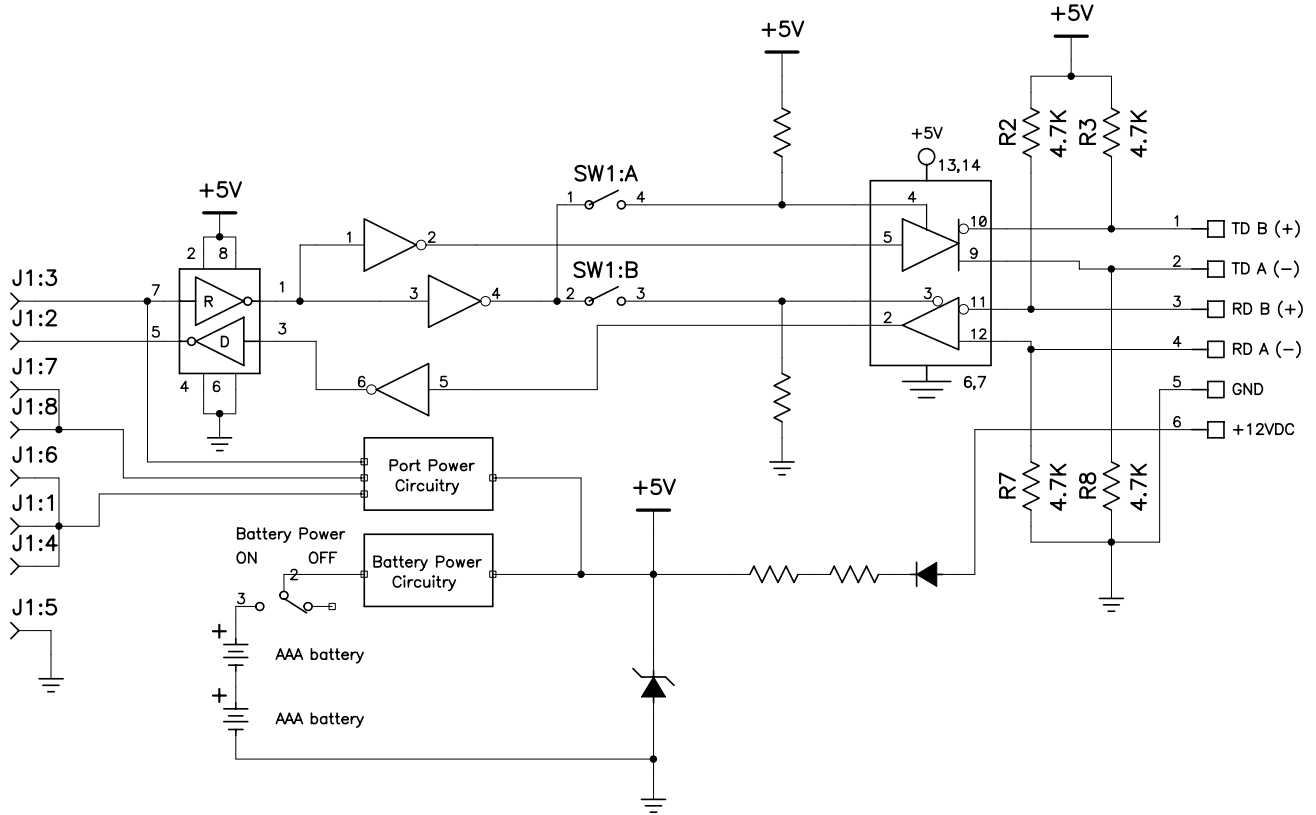 +5V
+5V
R2
4.7K
R3
4.7K
+5V
13,14
SW1:A
1
4
4
+5V
10
1
TD B (+)
1
2
5
9
2
TD A (-)
2
8
SW1:B
J1:3
7
R
1
3
4
2
3
3
11
3
RD B (+)
J1:2
5
D
3
2
12
4
RD A (-)
J1:7
4
6
6
5
6,7
5
GND
J1:8
6
+12VDC
J1:6
Port Power
Circuitry
R7
4.7K
R8
4.7K
J1:1
+5V
J1:4
Battery Power
ON
OFF
Battery Power
Circuitry
2
3
J1:5
+
AAA battery
+
AAA battery